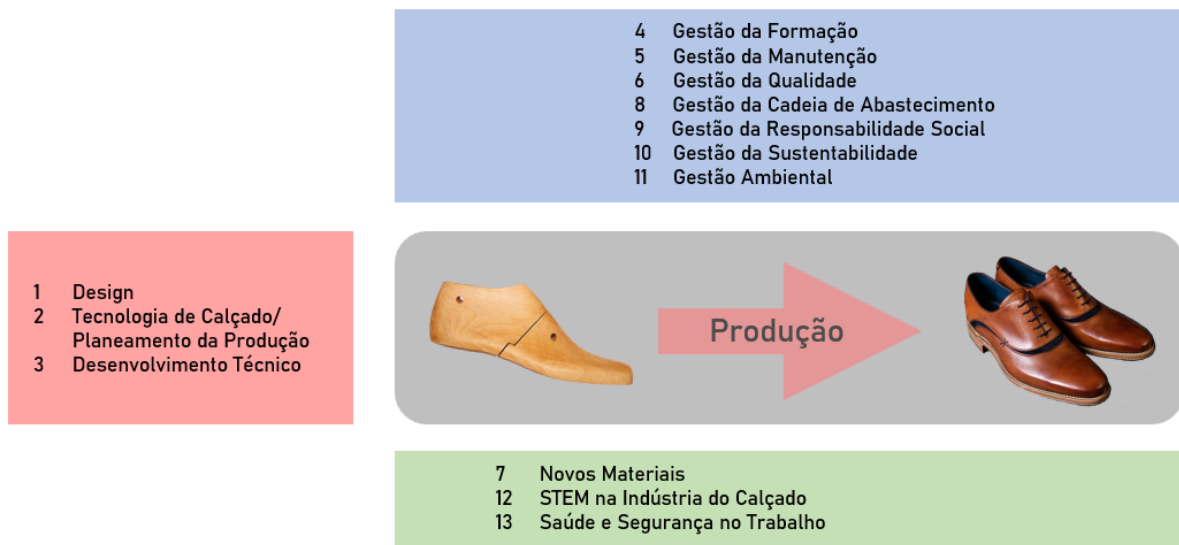 4 Gestão da Formação
5 Gestão da Manutenção
6 Gestão da Qualidade
8 Gestão da Cadeia de Abastecimento
9 Gestão da Responsabilidade Social
10 Gestão da Sustentabilidade
11 Gestão Ambiental
1 Design
2 Tecnologia de Calçado/
Planeamento da Produção
3 Desenvolvimento Técnico
Produção
7 Novos Materiais
12 STEM na Indústria do Calçado
13 Saúde e Segurança no Trabalho